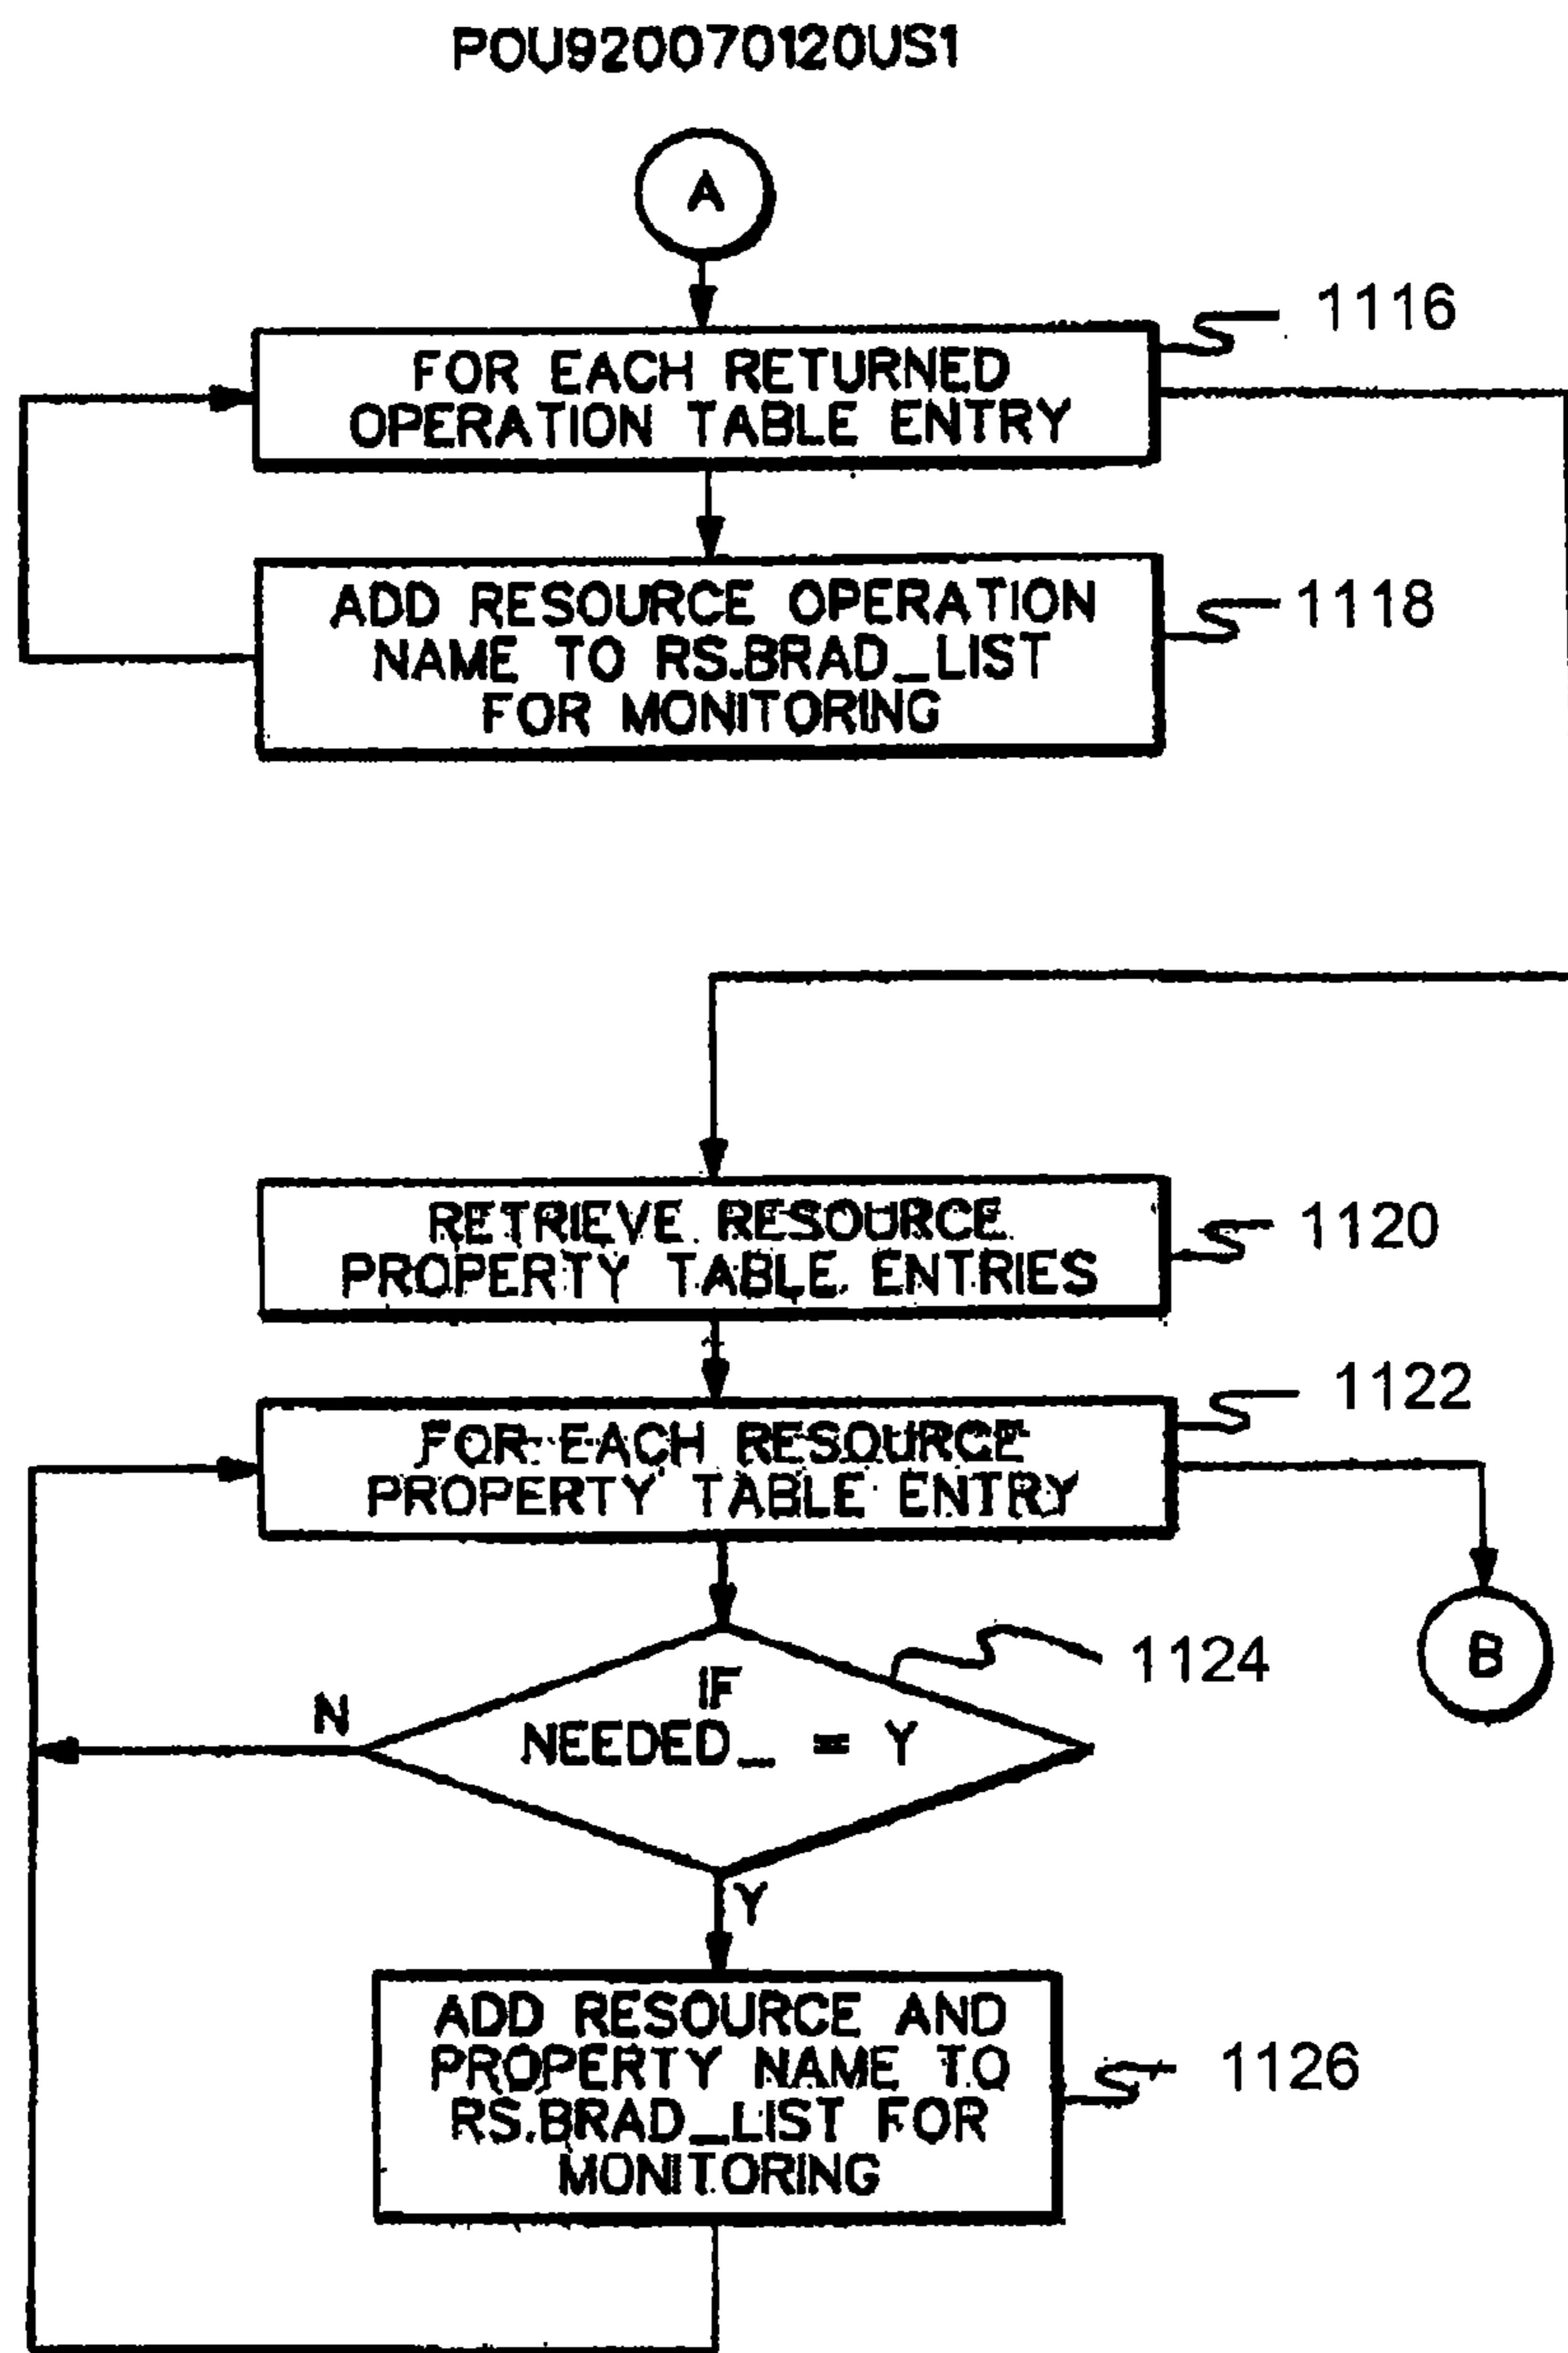 POU920070120US1
A
1116
FOR EACH RETURNED
OPERATION TABLE ENTRY
1118
ADD RESOURCE OPERATION
NAME TO RS.BRAD_LIST
FOR MONITORING
RETRIEVE RESOURCE
PROPERTY TABLE ENTRIES
1120
1122
FOR EACH RESOURCE
PROPERTY TABLE ENTRY
B
1124
IF
NEEDED_ = Y
N
Y
ADD RESOURCE AND
PROPERTY NAME TO
RS.BRAD_LIST FOR
MONITORING
1126